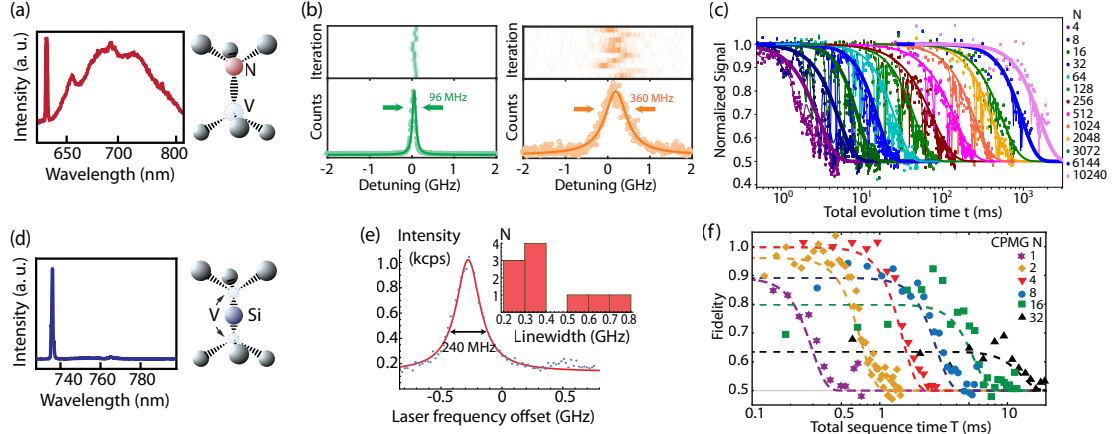 (a)
Intensity (a. u.)
650
700
800
Wavelength (nm)
N
V
(b)
Iteration
Counts
96 MHz
-2
-1
0
1
2
Detuning (GHz)
Iteration
Counts
360 MHz
-2
-1
0
1
2
Detuning (GHz)
(c)
Normalized Signal
1.0
0.9
0.8
0.7
0.6
0.5
0.4
10⁰
10¹
10²
10³
Total evolution time t (ms)
N
4
8
16
32
64
128
256
512
1024
2048
3072
6144
10240
(d)
Intensity (a. u.)
740
760
780
Wavelength (nm)
V
Si
(e)
Intensity
(kcps)
1.0
0.8
0.6
0.4
0.2
240 MHz
-0.5
0
0.5
Laser frequency offset (GHz)
N
4
3
2
1
0.2
0.3
0.4
0.5
0.6
0.7
0.8
Linewidth (GHz)
(f)
Fidelity
1.0
0.9
0.8
0.7
0.6
0.5
0.1
0.5
1
5
10
Total sequence time T (ms)
CPMG N
1
2
4
8
16
32